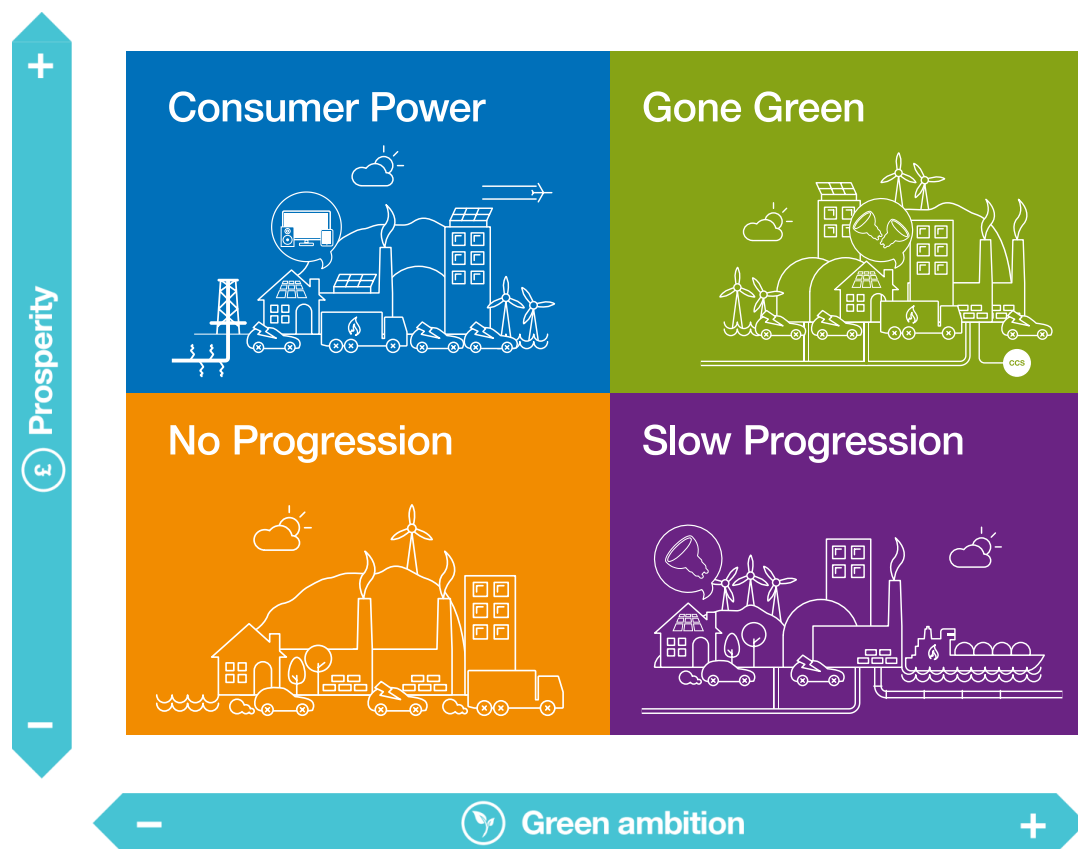 +
Consumer Power
Gone Green
CCS
£ Prosperity
No Progression
Slow Progression
–
– Green ambition +